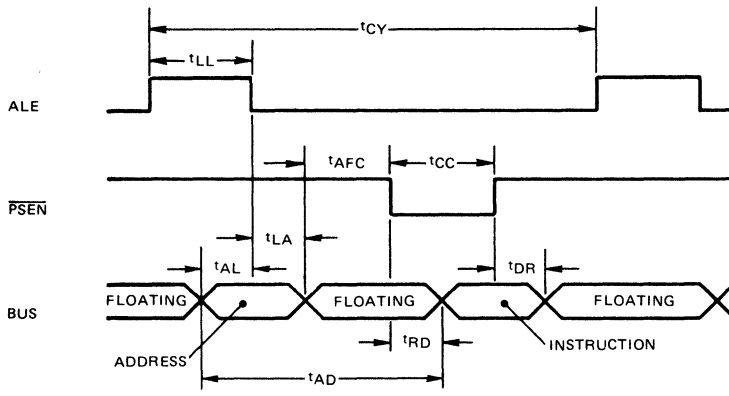 tCY
tLL
ALE
tAFC
tCC
PSEN
tLA
tAL
tDR
BUS
FLOATING
FLOATING
FLOATING
tRD
ADDRESS
INSTRUCTION
tAD